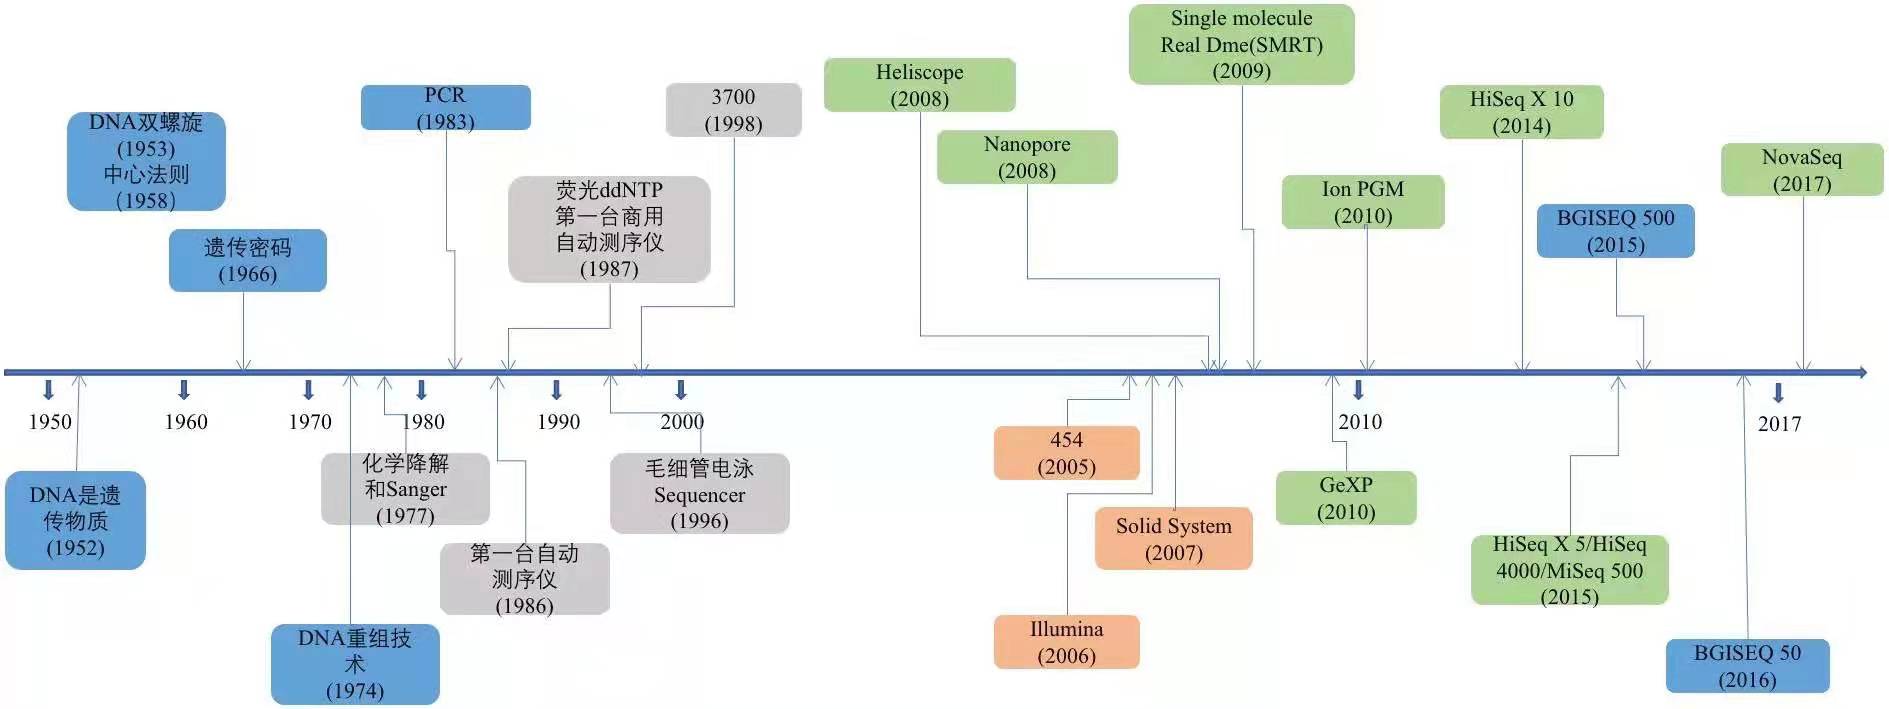 DNA双螺旋
(1953)
中心法则
(1958)
遗传密码
(1966)
PCR
(1983)
荧光ddNTP
第一台商用
自动测序仪
(1987)
3700
(1998)
Heliscope
(2008)
Nanopore
(2008)
Single molecule
Real Dme(SMRT)
(2009)
Ion PGM
(2010)
HiSeq X 10
(2014)
BGISEQ 500
(2015)
NovaSeq
(2017)
1950
1960
1970
1980
1990
2000
2010
2017
DNA是遗
传物质
(1952)
DNA重组技
术
(1974)
化学降解
和Sanger
(1977)
第一台自动
测序仪
(1986)
毛细管电泳
Sequencer
(1996)
454
(2005)
Illumina
(2006)
Solid System
(2007)
GeXP
(2010)
HiSeq X 5/HiSeq
4000/MiSeq 500
(2015)
BGISEQ 50
(2016)